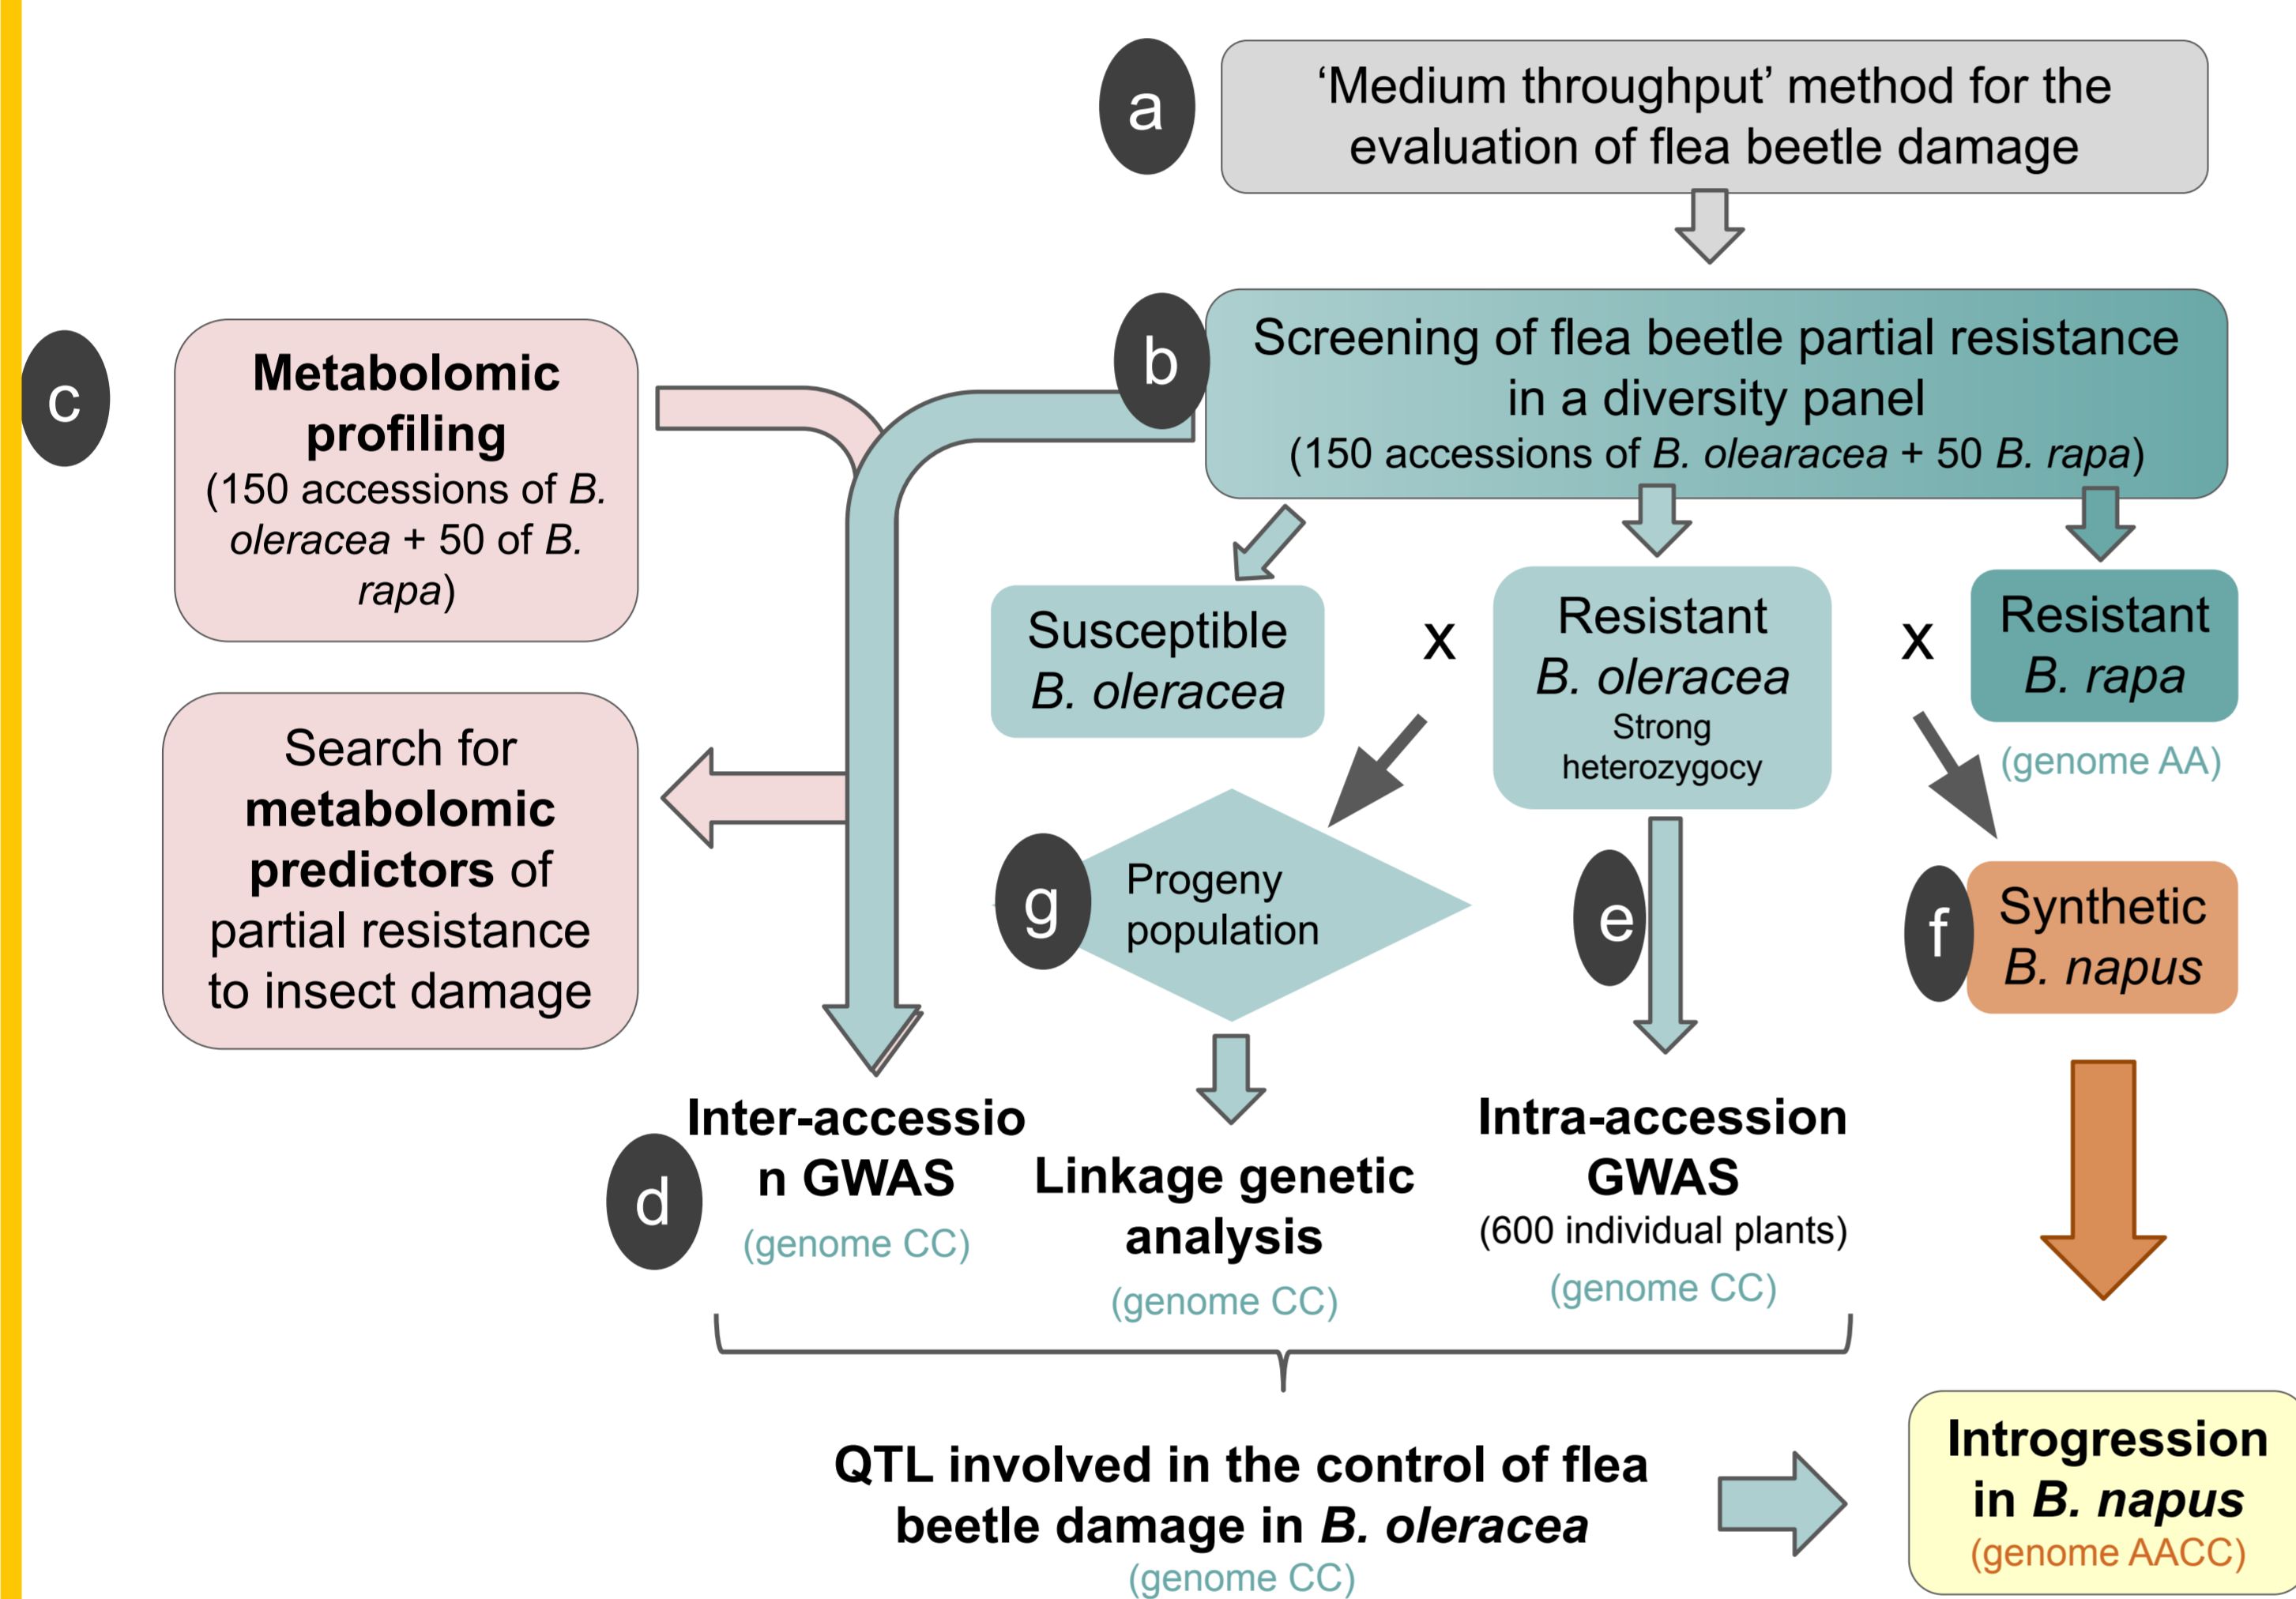 a
‘Medium throughput’ method for the
evaluation of flea beetle damage
b
Screening of flea beetle partial resistance
in a diversity panel
(150 accessions of B. olearacea + 50 B. rapa)
c
Metabolomic
profiling
(150 accessions of B.
oleracea + 50 of B.
rapa)
Search for
metabolomic
predictors of
partial resistance
to insect damage
Susceptible
B. oleracea
x
Resistant
B. oleracea
Strong
heterozygocy
x
Resistant
B. rapa
(genome AA)
g
Progeny
population
e
f
Synthetic
B. napus
d
Inter-accessio
n GWAS
(genome CC)
Linkage genetic
analysis
(genome CC)
Intra-accession
GWAS
(600 individual plants)
(genome CC)
QTL involved in the control of flea
beetle damage in B. oleracea
(genome CC)
Introgression
in B. napus
(genome AACC)